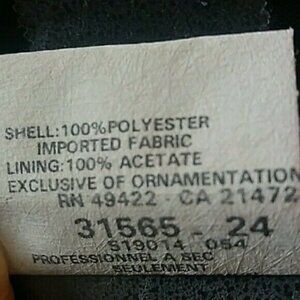 SHELL:100%POLYESTER
IMPORTED FABRIC
LINING:100% ACETATE
EXCLUSIVE OF ORNAMENTATION
RN 49422 - CA 21472
31565 - 24
S19014 064
PROFESSIONNEL A SEC
SEULEMENT